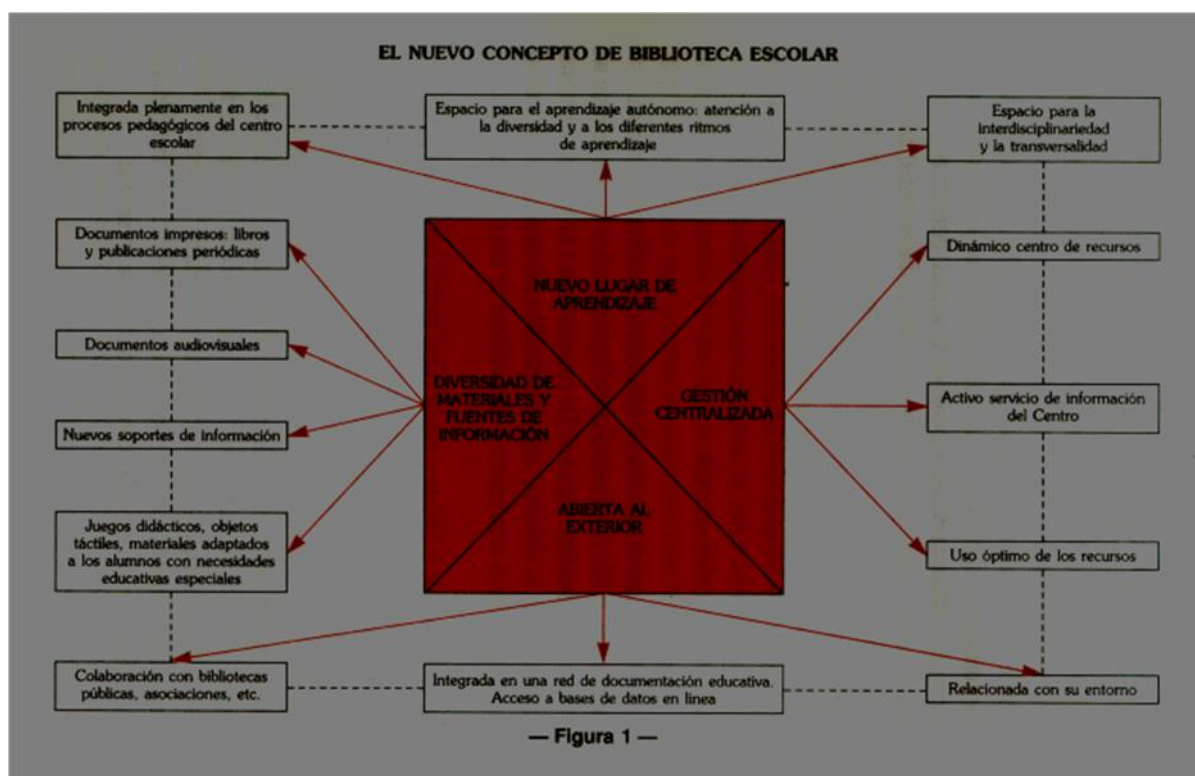 EL NUEVO CONCEPTO DE BIBLIOTECA ESCOLAR
Integrada plenamente en los
procesos pedagógicos del centro
escolar
Espacio para el aprendizaje autónomo: atención a
la diversidad y a los diferentes ritmos
de aprendizaje
Espacio para la
interdisciplinariedad
y la transversalidad
Documentos impresos: libros
y publicaciones periódicas
Documentos audiovisuales
Nuevos soportes de información
Juegos didácticos, objetos
táctiles, materiales adaptados
a los alumnos con necesidades
educativas especiales
NUEVO LUGAR DE
APRENDIZAJE
DIVERSIDAD DE
MATERIALES Y
FUENTES DE
INFORMACIÓN
GESTIÓN
CENTRALIZADA
ABIERTA AL
EXTERIOR
Dinámico centro de recursos
Activo servicio de información
del Centro
Uso óptimo de los recursos
Colaboración con bibliotecas
públicas, asociaciones, etc.
Integrada en una red de documentación educativa.
Acceso a bases de datos en línea
Relacionada con su entorno
— Figura 1 —